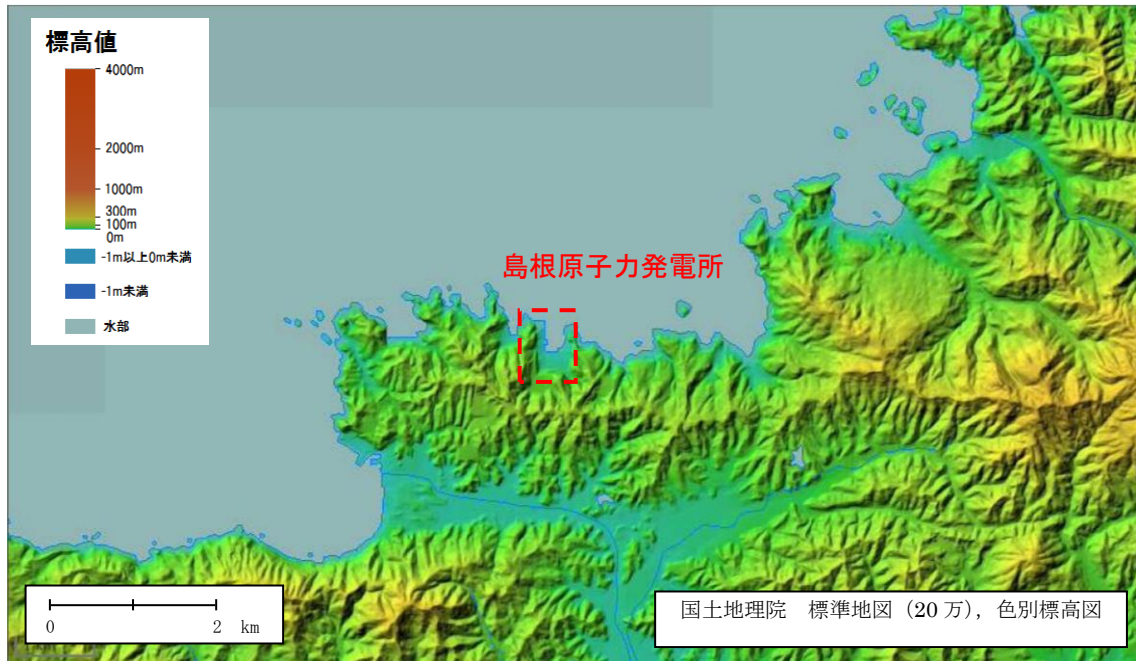 標高値
4000m
2000m
1000m
300m
100m
0m
-1m以上0m未満
-1m未満
水部
島根原子力発電所
0 2 km
国土地理院 標準地図（20 万），色別標高図